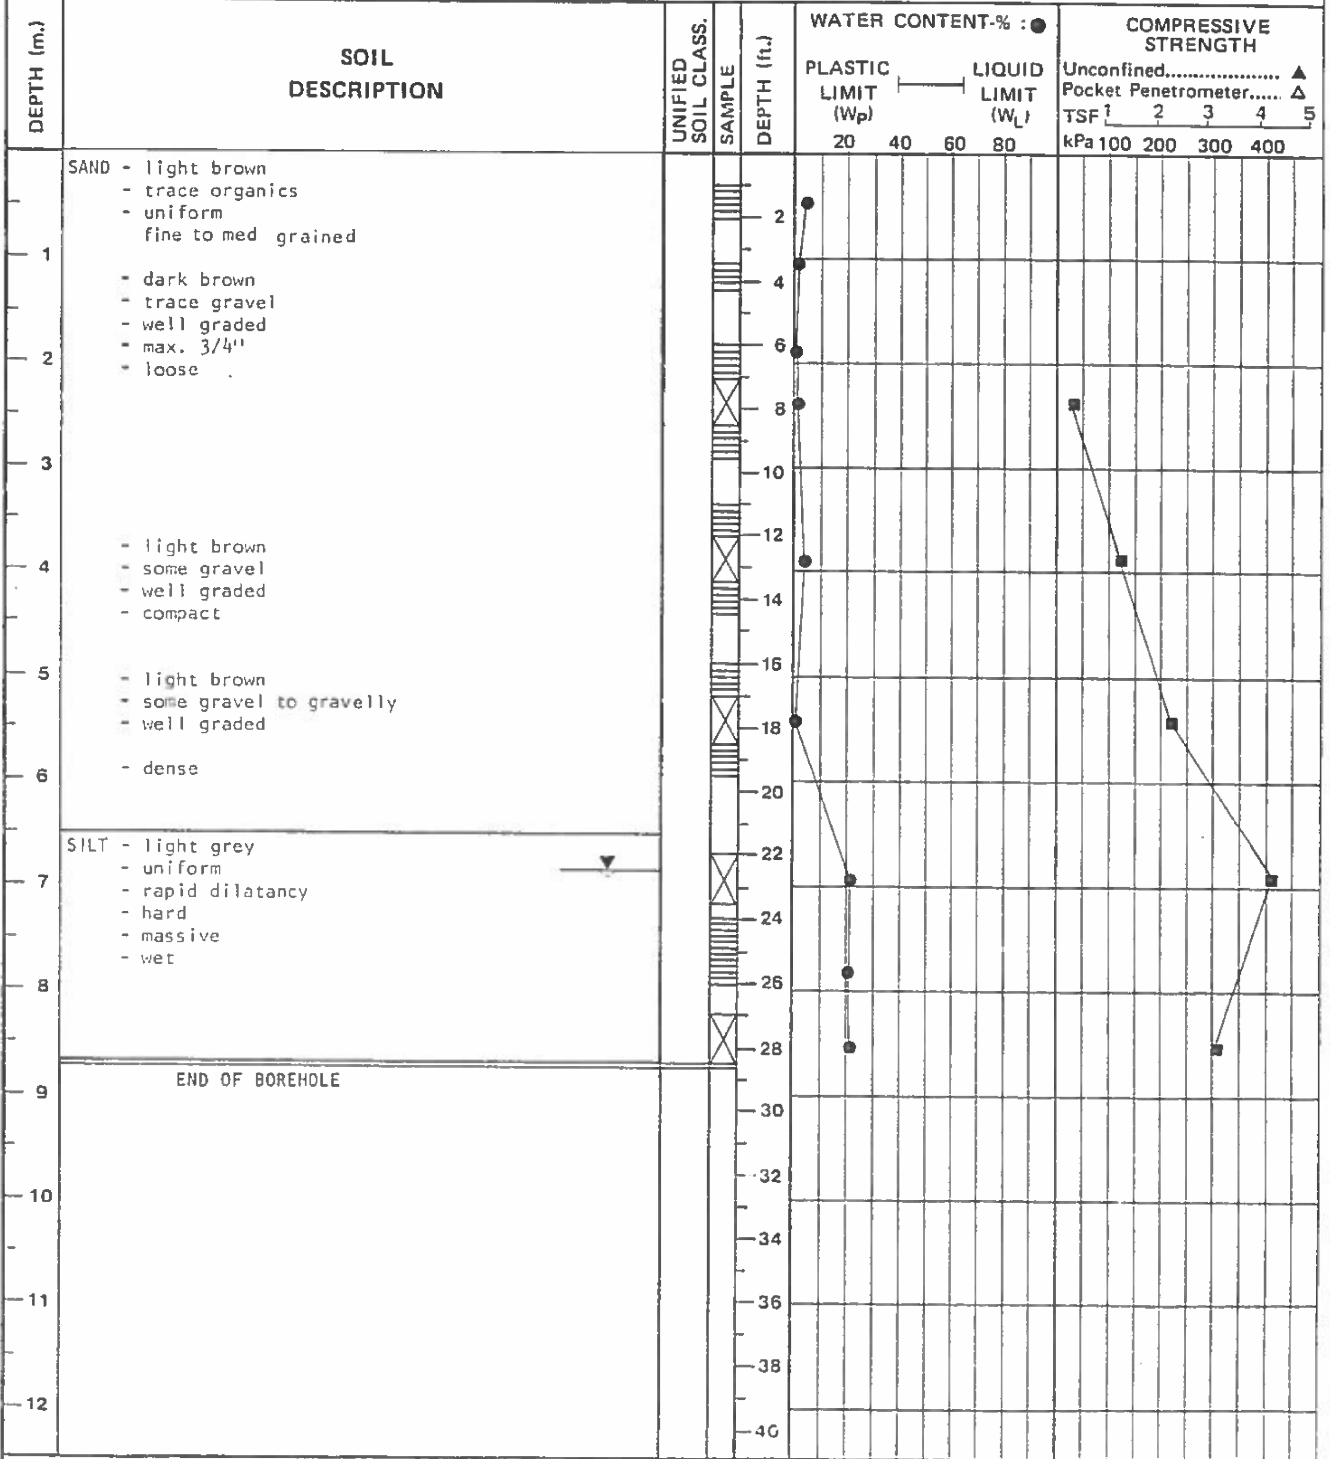 DEPTH (m.)
SOIL
DESCRIPTION
UNIFIED
SOIL CLASS.
SAMPLE
DEPTH (ft.)
WATER CONTENT-% :
PLASTIC
LIMIT
(Wp)
LIQUID
LIMIT
(WL)
20 40 60 80
COMPRESSIVE
STRENGTH
Unconfined......................
Pocket Penetrometer......
TSF 1 2 3 4 5
kPa 100 200 300 400
SAND - light brown
- trace organics
- uniform
fine to med grained
- dark brown
- trace gravel
- well graded
- max. 3/4"
- loose
- light brown
- some gravel
- well graded
- compact
- light brown
- some gravel to gravelly
- well graded
- dense
SILT - light grey
- uniform
- rapid dilatancy
- hard
- massive
- wet
END OF BOREHOLE
1
2
3
4
5
6
7
8
9
10
11
12
2
4
6
8
10
12
14
16
18
20
22
24
26
28
30
32
34
36
38
40